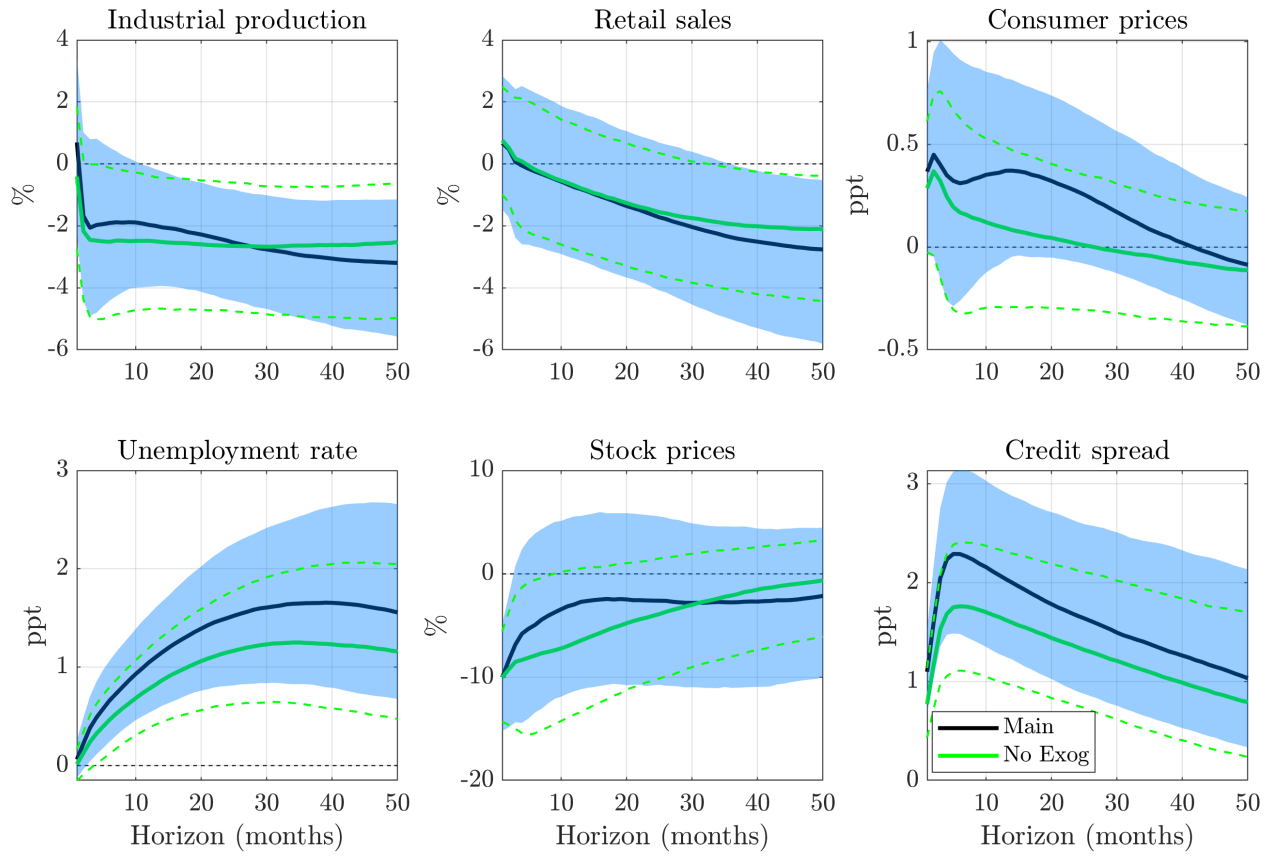 Industrial production
4
2
0
-2
-4
-6
%
10 20 30 40 50
Retail sales
4
2
0
-2
-4
-6
%
10 20 30 40 50
Consumer prices
1
0.5
0
-0.5
ppt
10 20 30 40 50
Unemployment rate
3
2
1
0
ppt
10 20 30 40 50
Horizon (months)
Stock prices
10
0
-10
-20
%
10 20 30 40 50
Horizon (months)
Credit spread
3
2
1
0
ppt
Main
No Exog
10 20 30 40 50
Horizon (months)